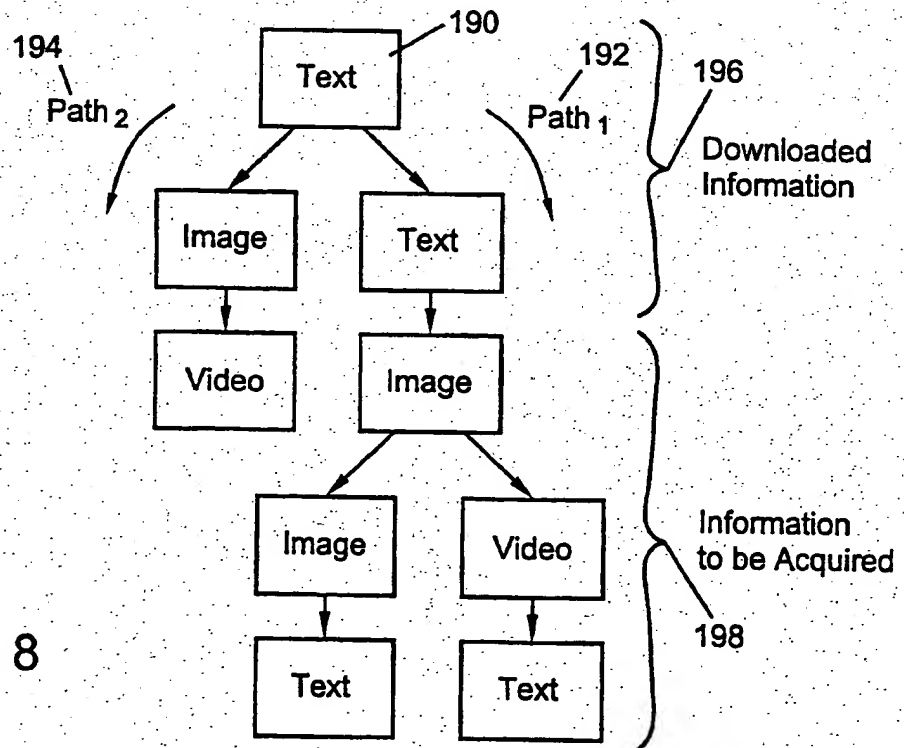 194
190
192
196
Text
Path 2
Path 1
Downloaded
Information
Image
Text
Video
Image
Image
Video
Information
to be Acquired
198
8
Text
Text